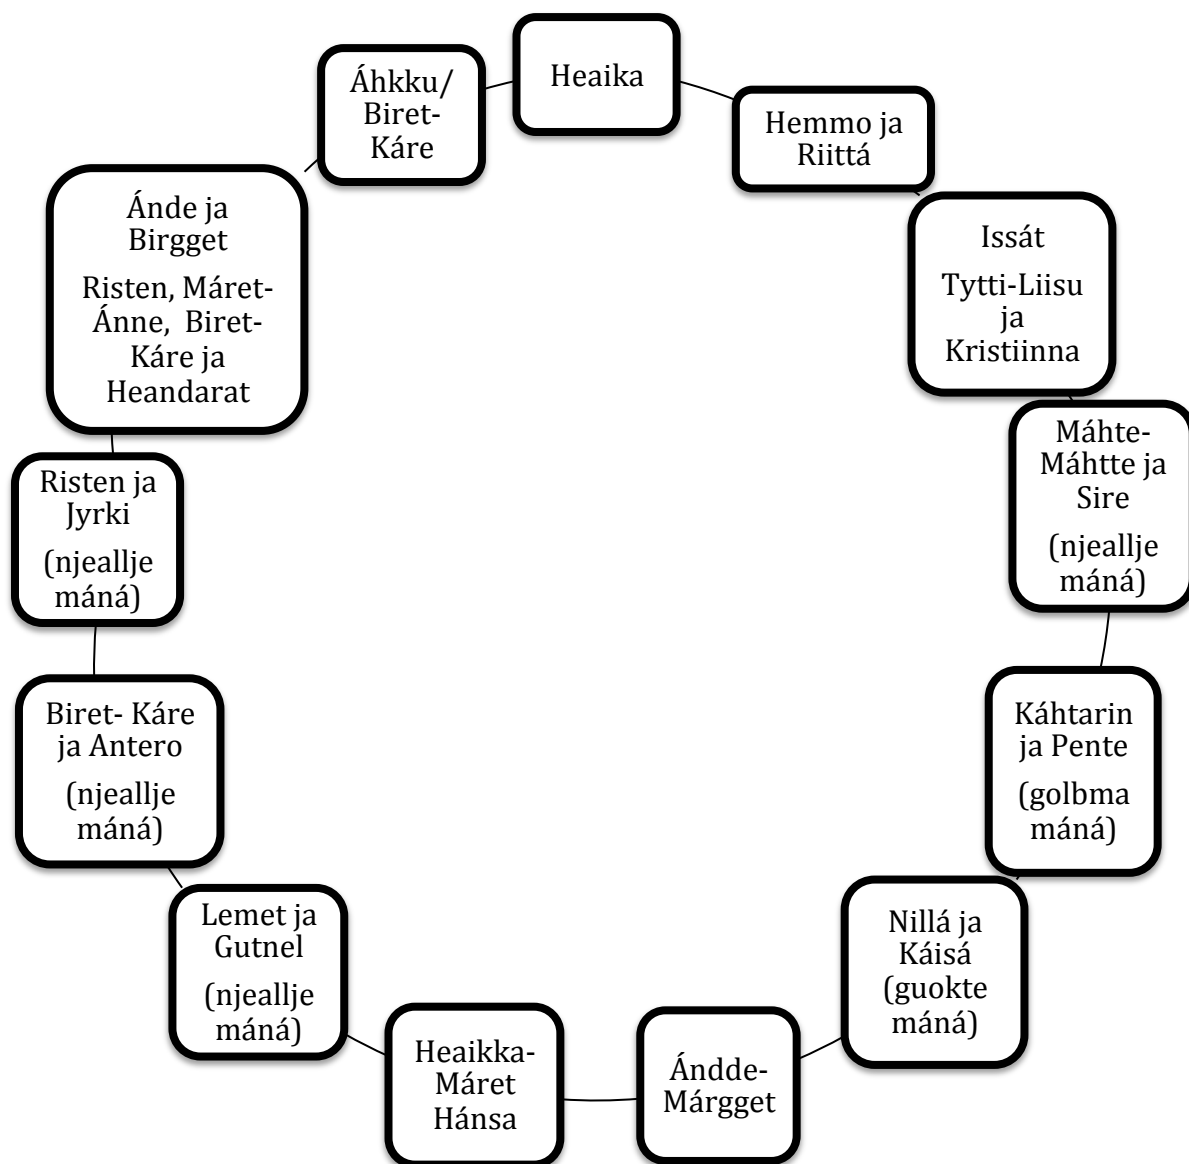 Heaika
Hemmo ja
Riittá
Issát
Tytti-Liisu
ja
Kristiinna
Máhte-
Máhtte ja
Sire
(njeallje
máná)
Káhtarin
ja Pente
(golbma
máná)
Nillá ja
Káisá
(guokte
máná)
Ándde-
Márgget
Heaikka-
Máret
Hánsa
Lemet ja
Gutnel
(njeallje
máná)
Biret- Káre
ja Antero
(njeallje
máná)
Risten ja
Jyrki
(njeallje
máná)
Ánde ja
Birgget
Risten, Máret-
Ánne, Biret-
Káre ja
Heandarat
Áhkku/
Biret-
Káre